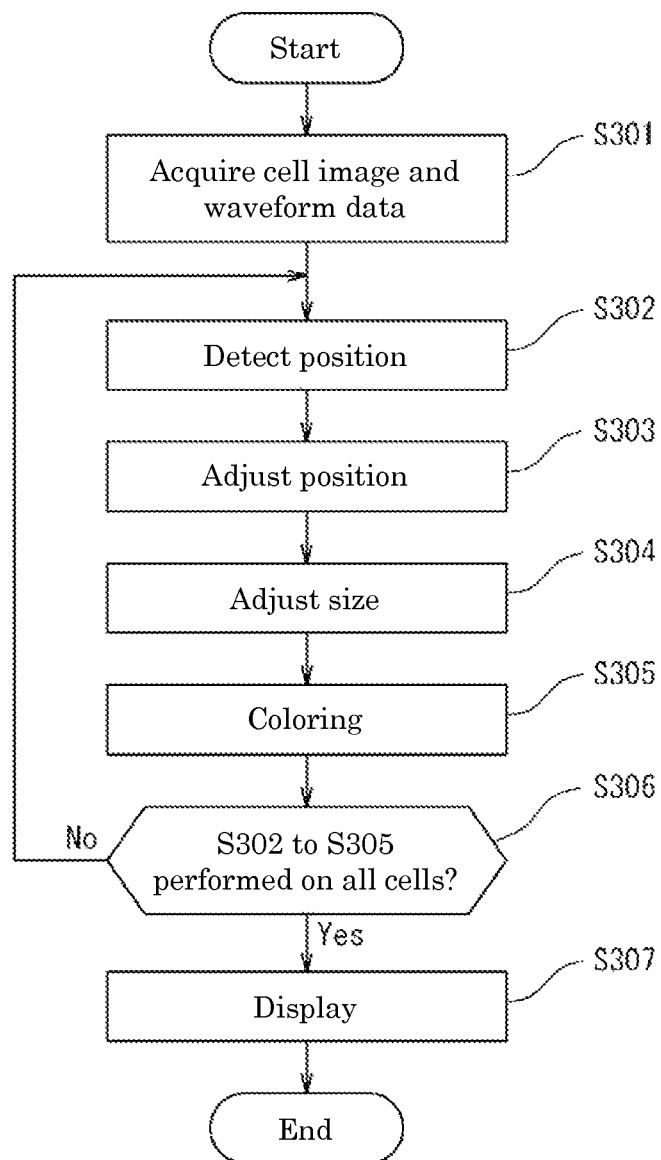 Start
S301
Acquire cell image and
waveform data
S302
Detect position
S303
Adjust position
S304
Adjust size
S305
Coloring
S306
No
S302 to S305
performed on all cells?
Yes
S307
Display
End